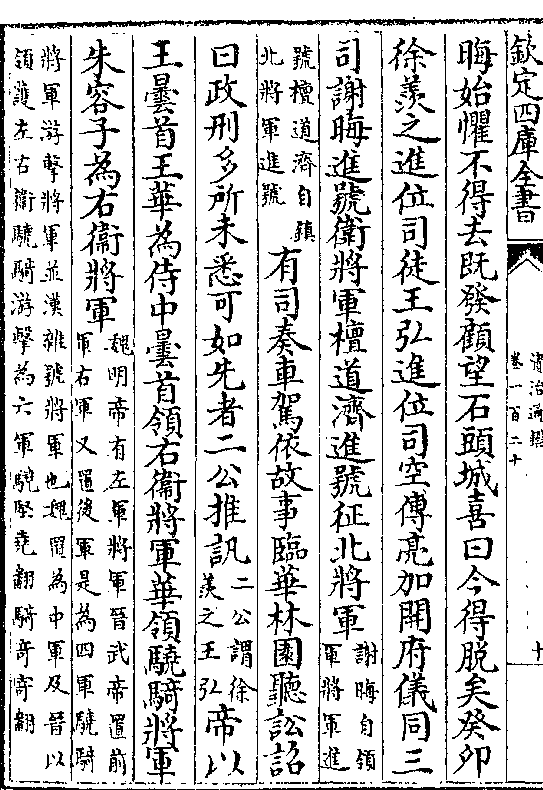 欽定四庫全書
資治通鑑
卷一百二十
十
晦始懼不得去既發顧望石頭城喜曰今得脱矣癸卯
徐羨之進位司徒王弘進位司空傅亮加開府儀同三
司謝晦進號衛將軍檀道濟進號征北將軍
謝晦自領
軍將軍進
號檀道濟自鎮
北將軍進號
有司奏車駕依故事臨華林園聽訟詔
曰政刑多所未悉可如先者二公推訊
二公謂徐
羨之王弘
帝以
王曇首王華為侍中曇首領右衛將軍華領驍騎將軍
朱容子為右衛將軍
魏明帝有左軍將軍晉武帝置前
軍右軍又置後軍是為四軍驍騎
將軍游擊將軍並漢雜號將軍也魏置為中軍及晉以
領護左右衛驍騎游擊為六軍